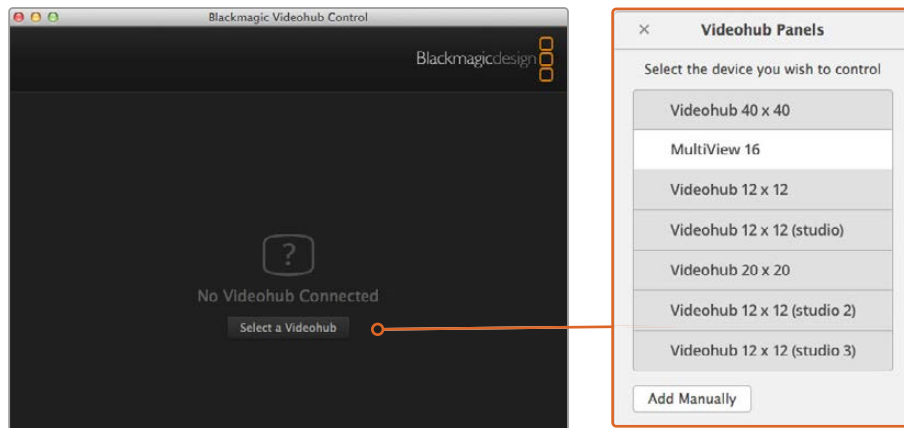 Blackmagic Videohub Control
Blackmagicdesign
?
No Videohub Connected
Select a Videohub
Videohub Panels
Select the device you wish to control
Videohub 40 x 40
MultiView 16
Videohub 12 x 12
Videohub 12 x 12 (studio)
Videohub 20 x 20
Videohub 12 x 12 (studio 2)
Videohub 12 x 12 (studio 3)
Add Manually